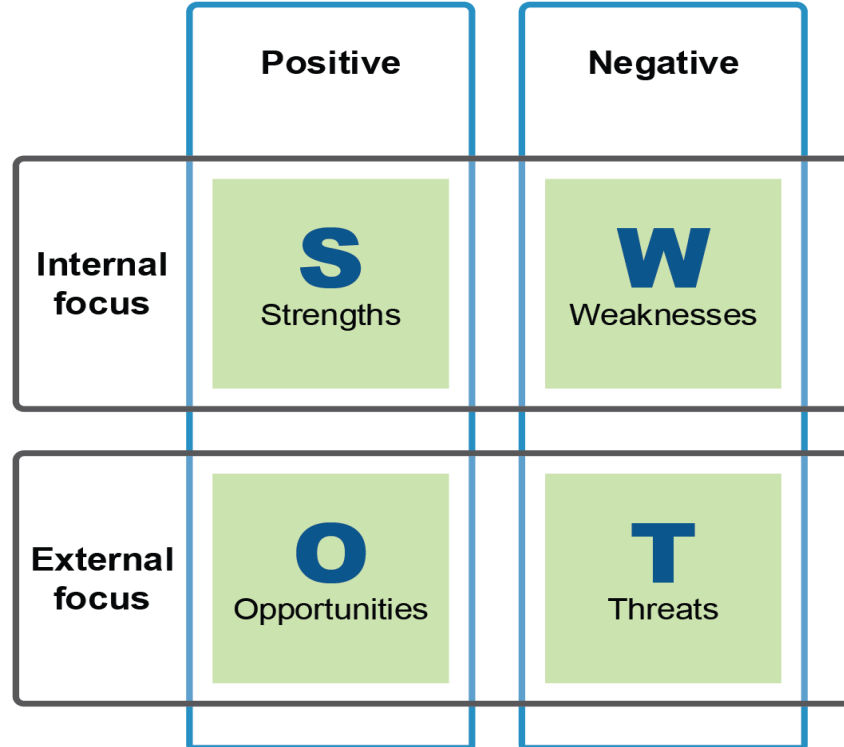 Positive
Negative
Internal
focus
S
Strengths
W
Weaknesses
External
focus
O
Opportunities
T
Threats